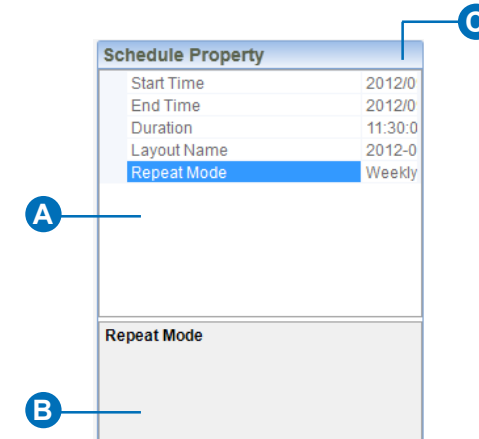 C
Schedule Property
Start Time 2012/0
End Time 2012/0
Duration 11:30:0
Layout Name 2012-0
Repeat Mode Weekly
A
Repeat Mode
B